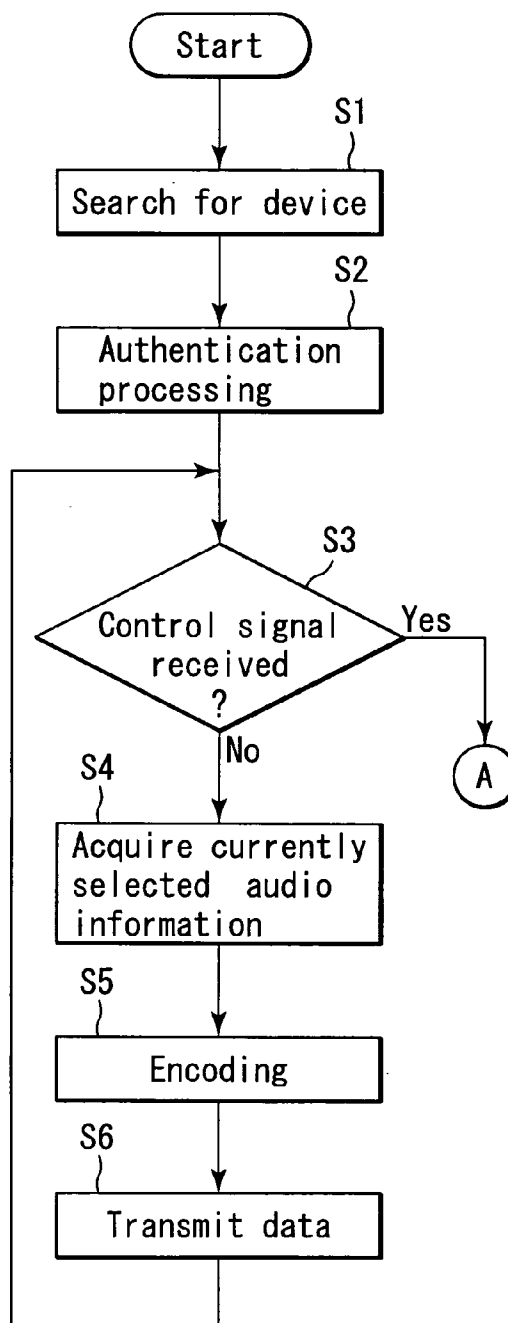 Start
S1
Search for device
S2
Authentication
processing
S3
Control signal
received
?
Yes
No
A
S4
Acquire currently
selected audio
information
S5
Encoding
S6
Transmit data